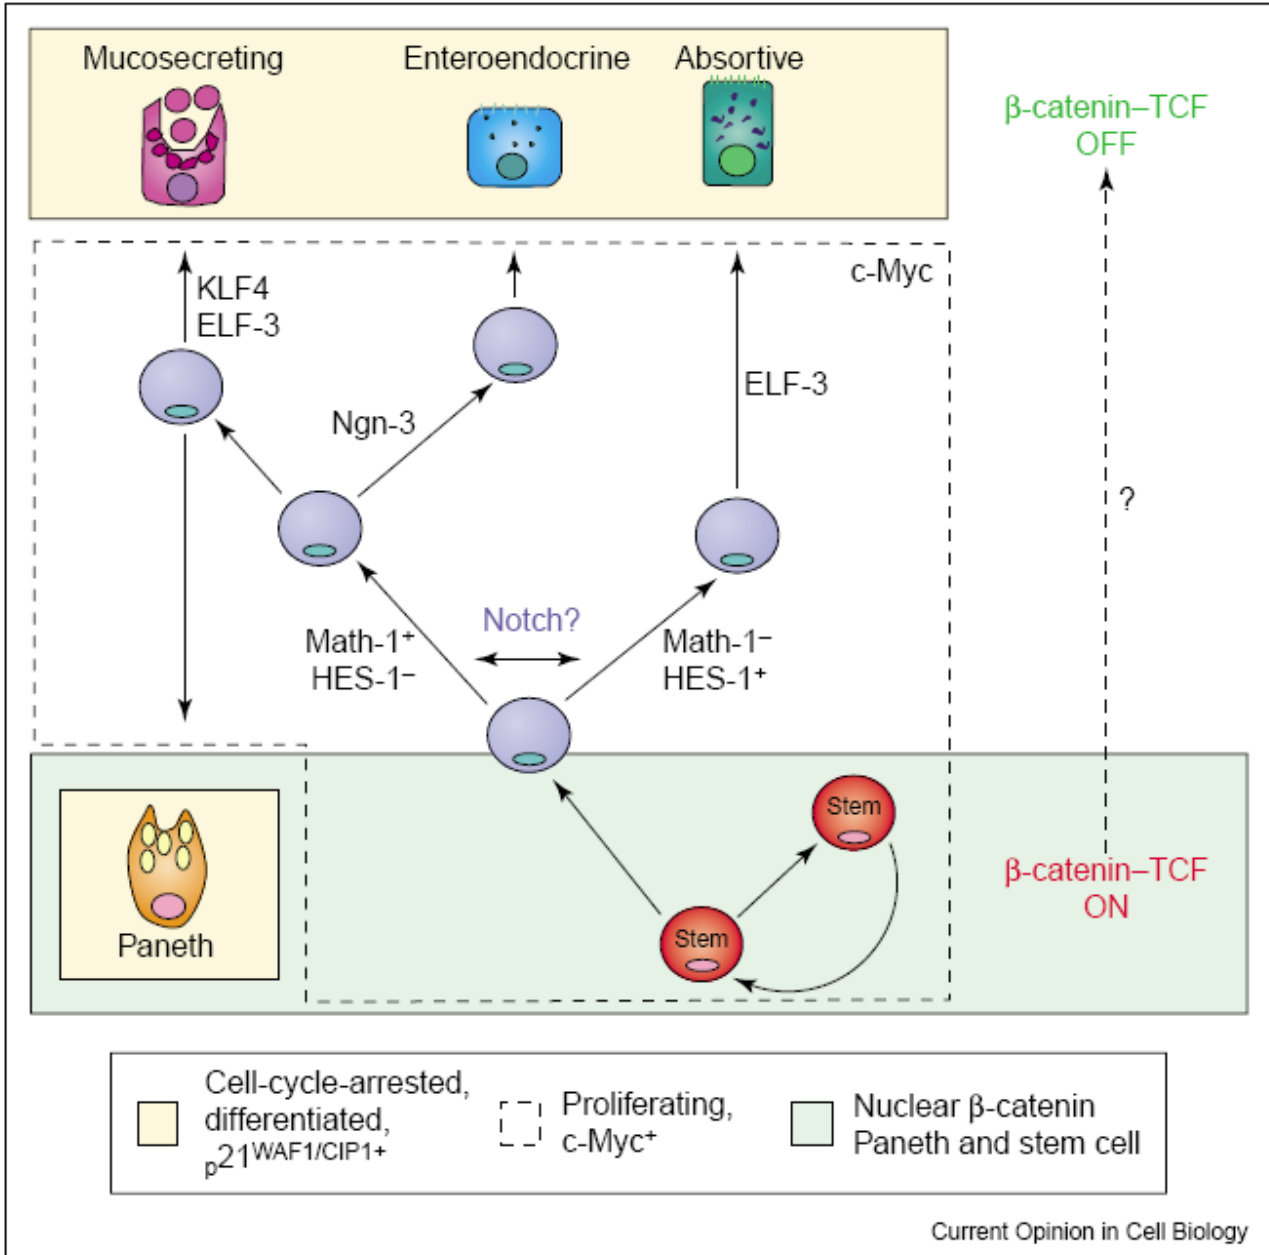 Mucosecreting
Enteroendocrine
Absortive
β-catenin–TCF
OFF
c-Myc
KLF4
ELF-3
ELF-3
Ngn-3
?
Notch?
Math-1⁺
HES-1⁻
Math-1⁻
HES-1⁺
Stem
Stem
β-catenin–TCF
ON
Paneth
Cell-cycle-arrested,
differentiated,
p21WAF1/CIP1+
Proliferating,
c-Myc⁺
Nuclear β-catenin
Paneth and stem cell
Current Opinion in Cell Biology